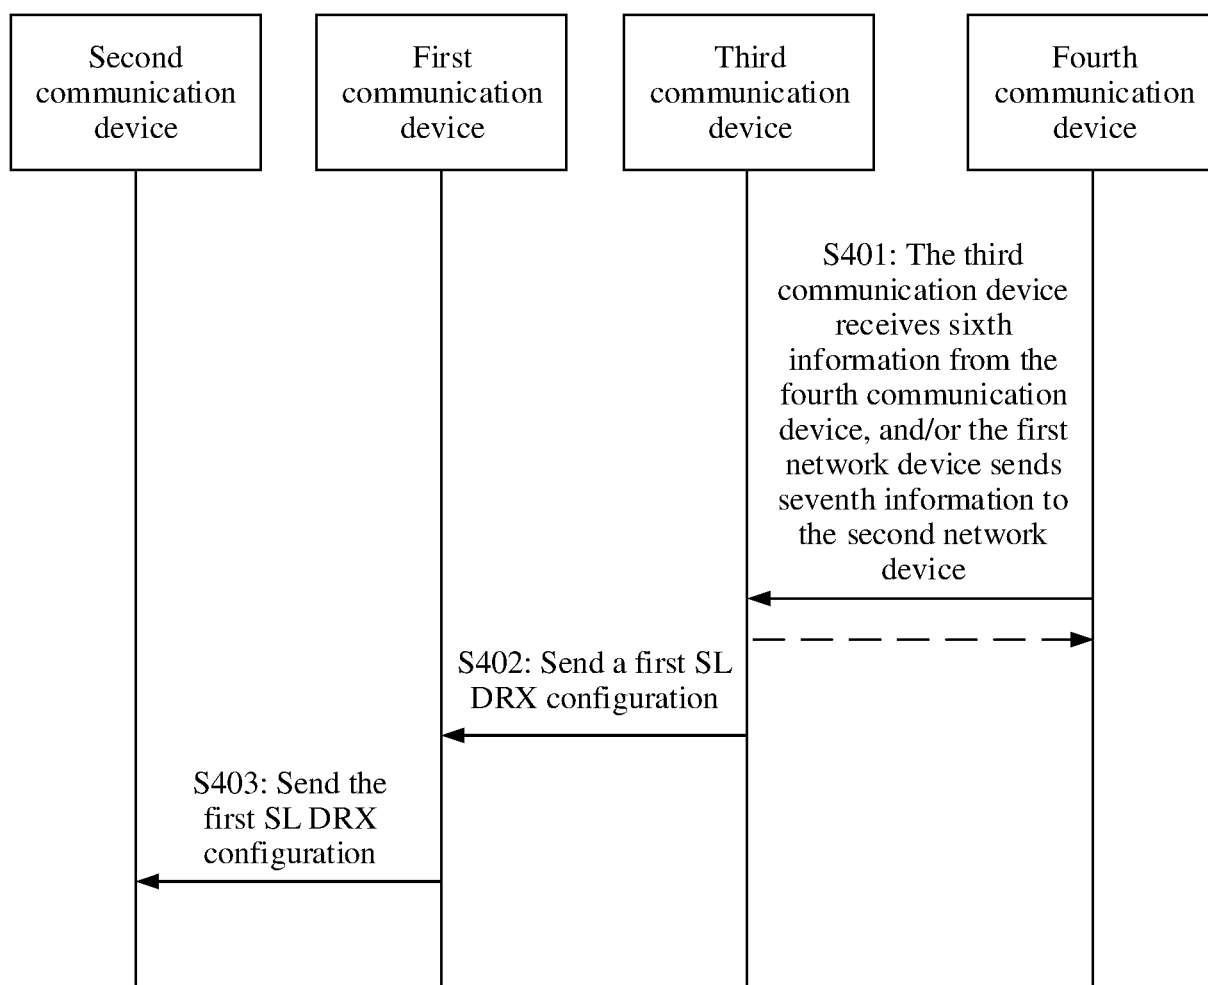 Second
communication
device
First
communication
device
Third
communication
device
Fourth
communication
device
S401: The third
communication device
receives sixth
information from the
fourth communication
device, and/or the first
network device sends
seventh information to
the second network
device
S402: Send a first SL
DRX configuration
S403: Send the
first SL DRX
configuration